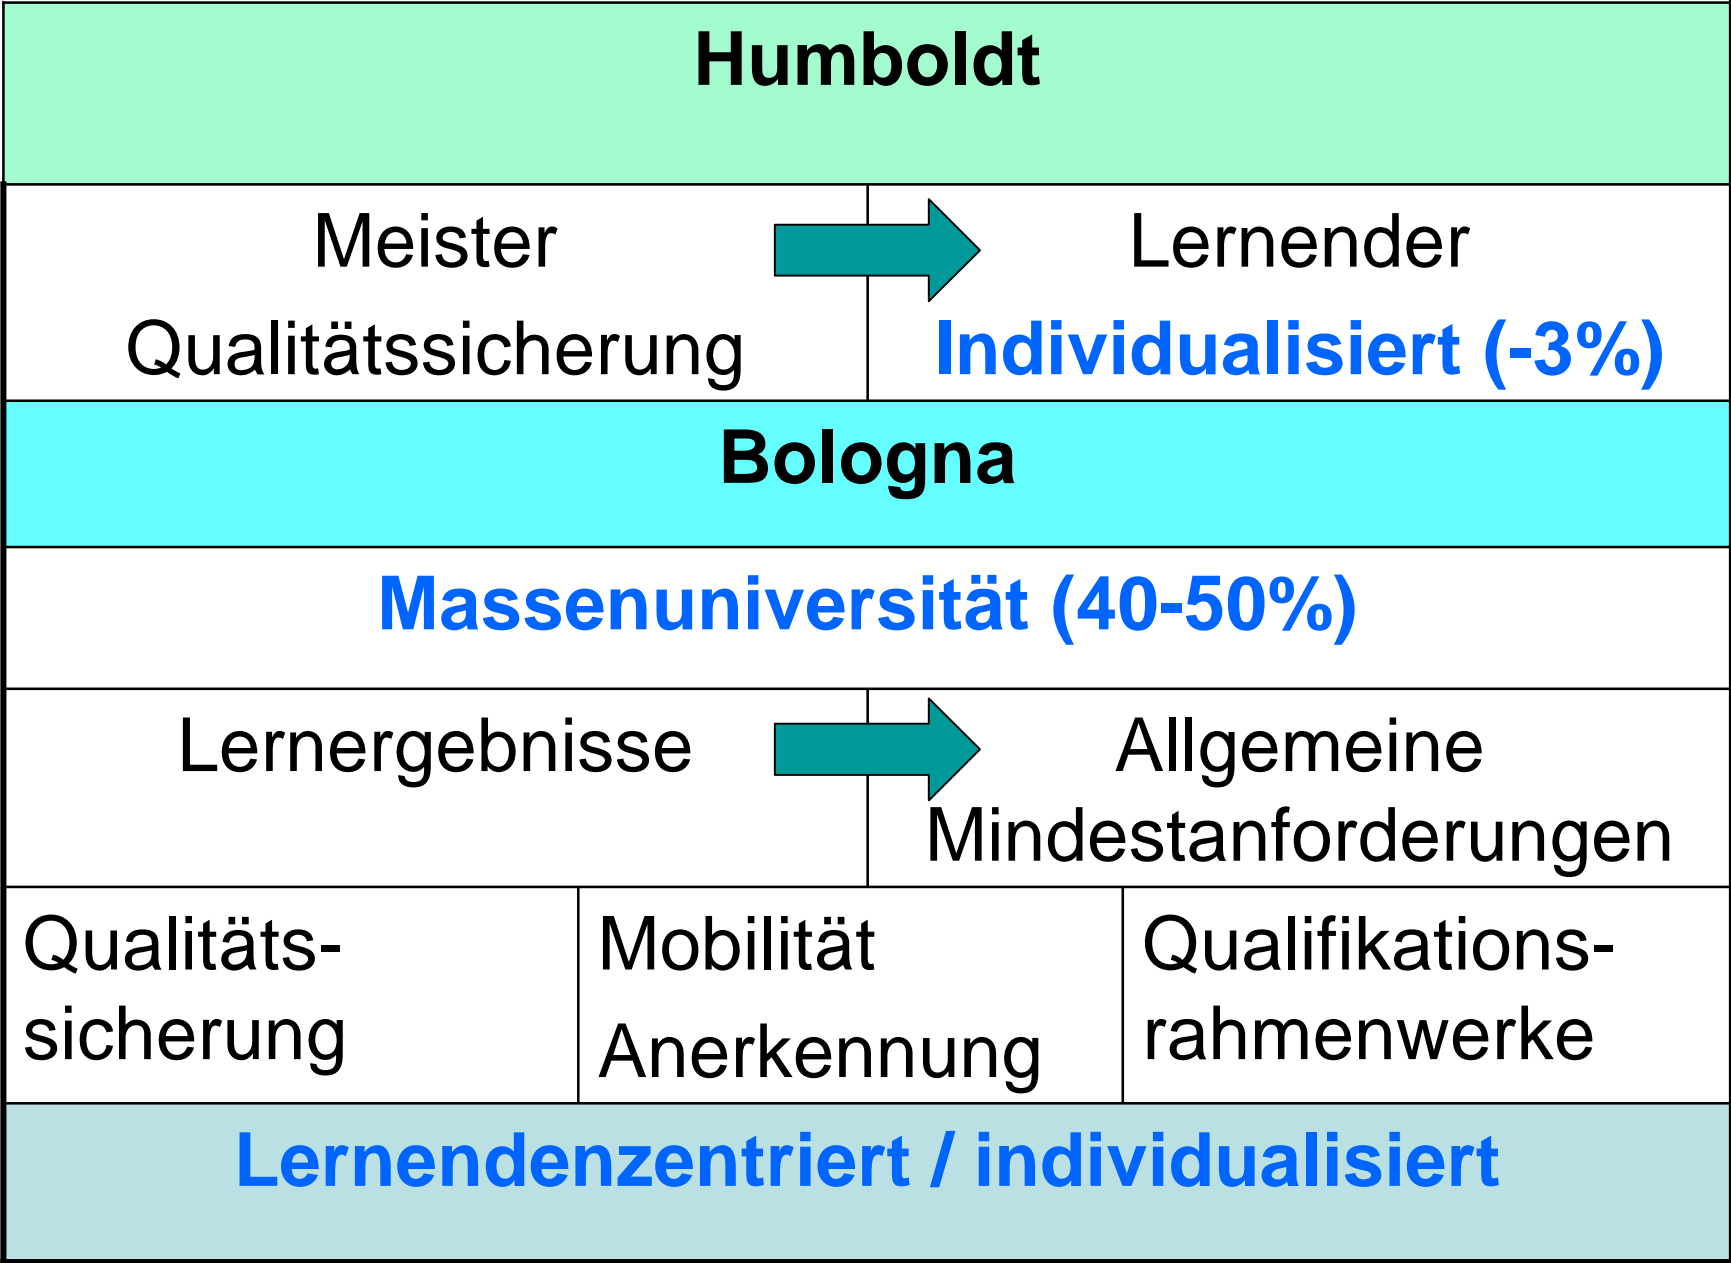 Humboldt
Meister
Qualitätssicherung
Lernender
Individualisiert (-3%)
Bologna
Massenuniversität (40-50%)
Lernergebnisse
Allgemeine
Mindestanforderungen
Qualitäts-
sicherung
Mobilität
Anerkennung
Qualifikations-
rahmenwerke
Lernendenzentriert / individualisiert